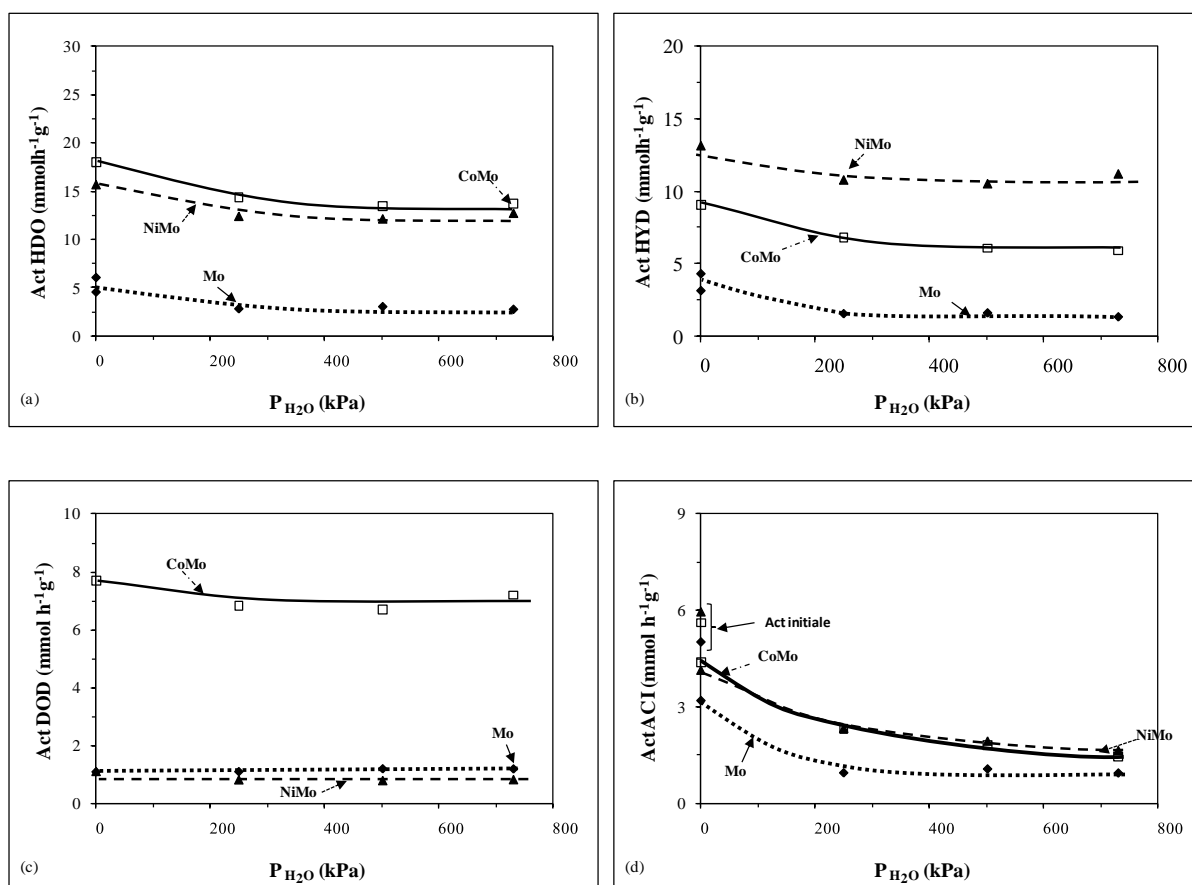 30
25
20
15
10
5
0
Act HDO (mmolh-1g-1)
CoMo
NiMo
Mo
0 200 400 600 800
P H2O (kPa)
(a)
20
15
10
5
0
Act HYD (mmolh-1g-1)
NiMo
CoMo
Mo
0 200 400 600 800
P H2O (kPa)
(b)
10
8
6
4
2
0
Act DOD (mmol h-1g-1)
CoMo
Mo
NiMo
0 200 400 600 800
P H2O (kPa)
(c)
9
6
3
0
Act ACI (mmol h-1g-1)
Act initiale
CoMo
NiMo
Mo
0 200 400 600 800
P H2O (kPa)
(d)